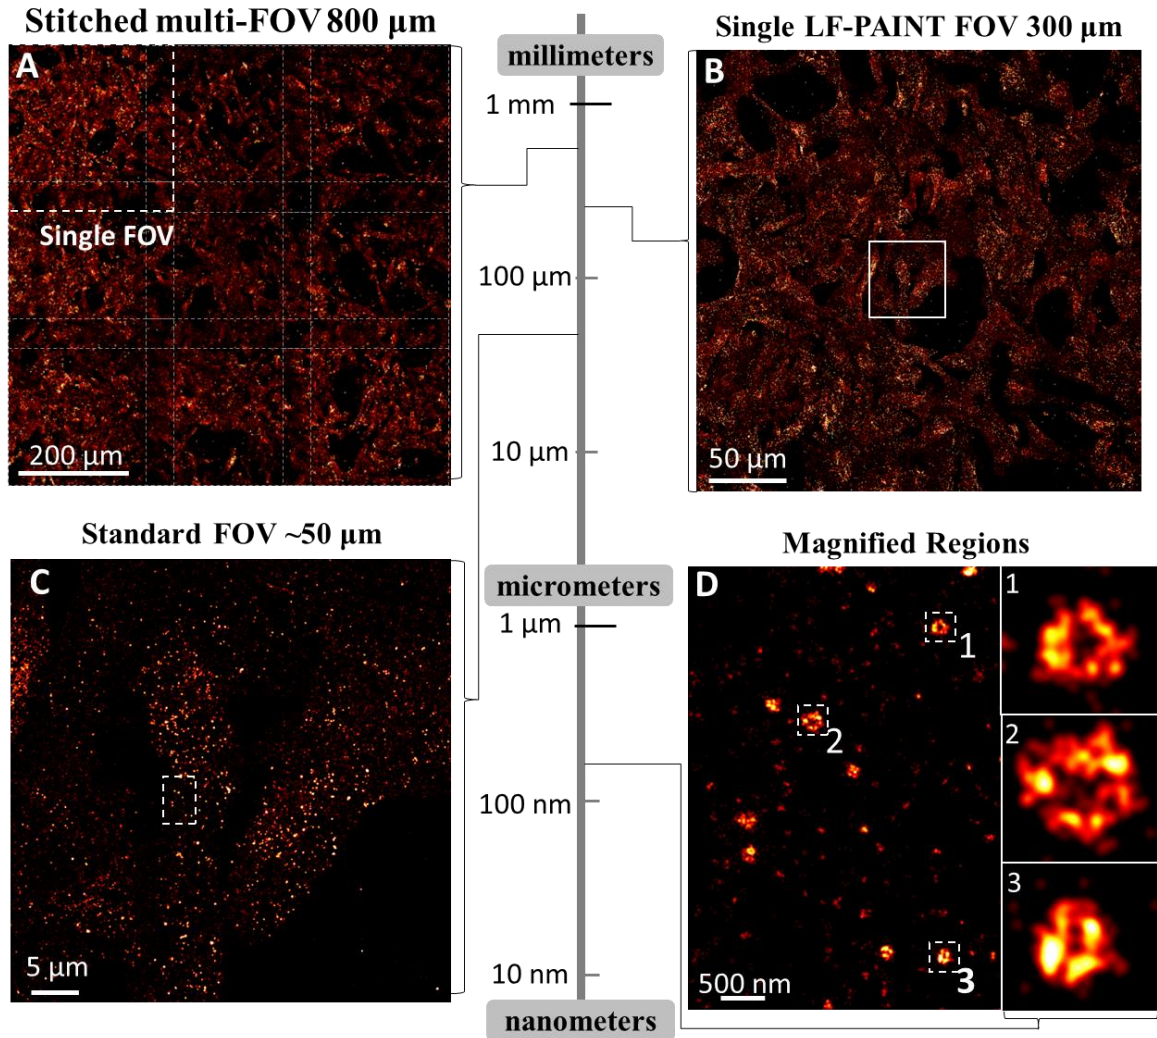 Stitched multi-FOV 800 µm
A
Single FOV
200 µm
millimeters
1 mm
100 µm
10 µm
micrometers
1 µm
100 nm
10 nm
nanometers
Single LF-PAINT FOV 300 µm
B
50 µm
Standard FOV ~50 µm
C
5 µm
Magnified Regions
D
1
2
3
500 nm
1
2
3